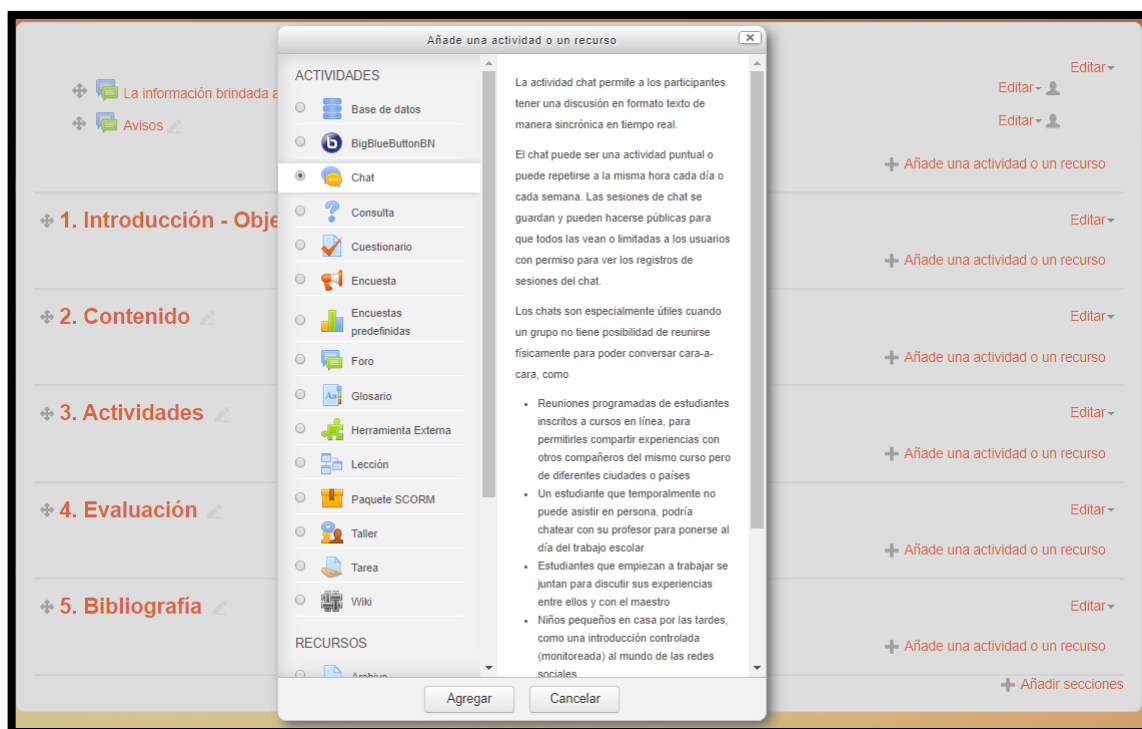 Añade una actividad o un recurso
Editar
La información brindada a
Editar
Avisos
Editar
Añade una actividad o un recurso
1. Introducción - Obje
Editar
Añade una actividad o un recurso
2. Contenido
Editar
Añade una actividad o un recurso
3. Actividades
Editar
Añade una actividad o un recurso
4. Evaluación
Editar
Añade una actividad o un recurso
5. Bibliografía
Editar
Añade una actividad o un recurso
Añadir secciones
ACTIVIDADES
Base de datos
BigBlueButtonBN
Chat
Consulta
Cuestionario
Encuesta
Encuestas
predefinidas
Foro
Glosario
Herramienta Externa
Lección
Paquete SCORM
Taller
Tarea
Wiki
RECURSOS
Archivo
La actividad chat permite a los participantes
tener una discusión en formato texto de
manera sincrónica en tiempo real.
El chat puede ser una actividad puntual o
puede repetirse a la misma hora cada día o
cada semana. Las sesiones de chat se
guardan y pueden hacerse públicas para
que todos las vean o limitadas a los usuarios
con permiso para ver los registros de
sesiones del chat.
Los chats son especialmente útiles cuando
un grupo no tiene posibilidad de reunirse
físicamente para poder conversar cara-a-
cara, como
• Reuniones programadas de estudiantes
inscritos a cursos en línea, para
permitirles compartir experiencias con
otros compañeros del mismo curso pero
de diferentes ciudades o países
• Un estudiante que temporalmente no
puede asistir en persona, podría
chatear con su profesor para ponerse al
día del trabajo escolar
• Estudiantes que empiezan a trabajar se
juntan para discutir sus experiencias
entre ellos y con el maestro
• Niños pequeños en casa por las tardes,
como una introducción controlada
(monitoreada) al mundo de las redes
sociales
Agregar
Cancelar